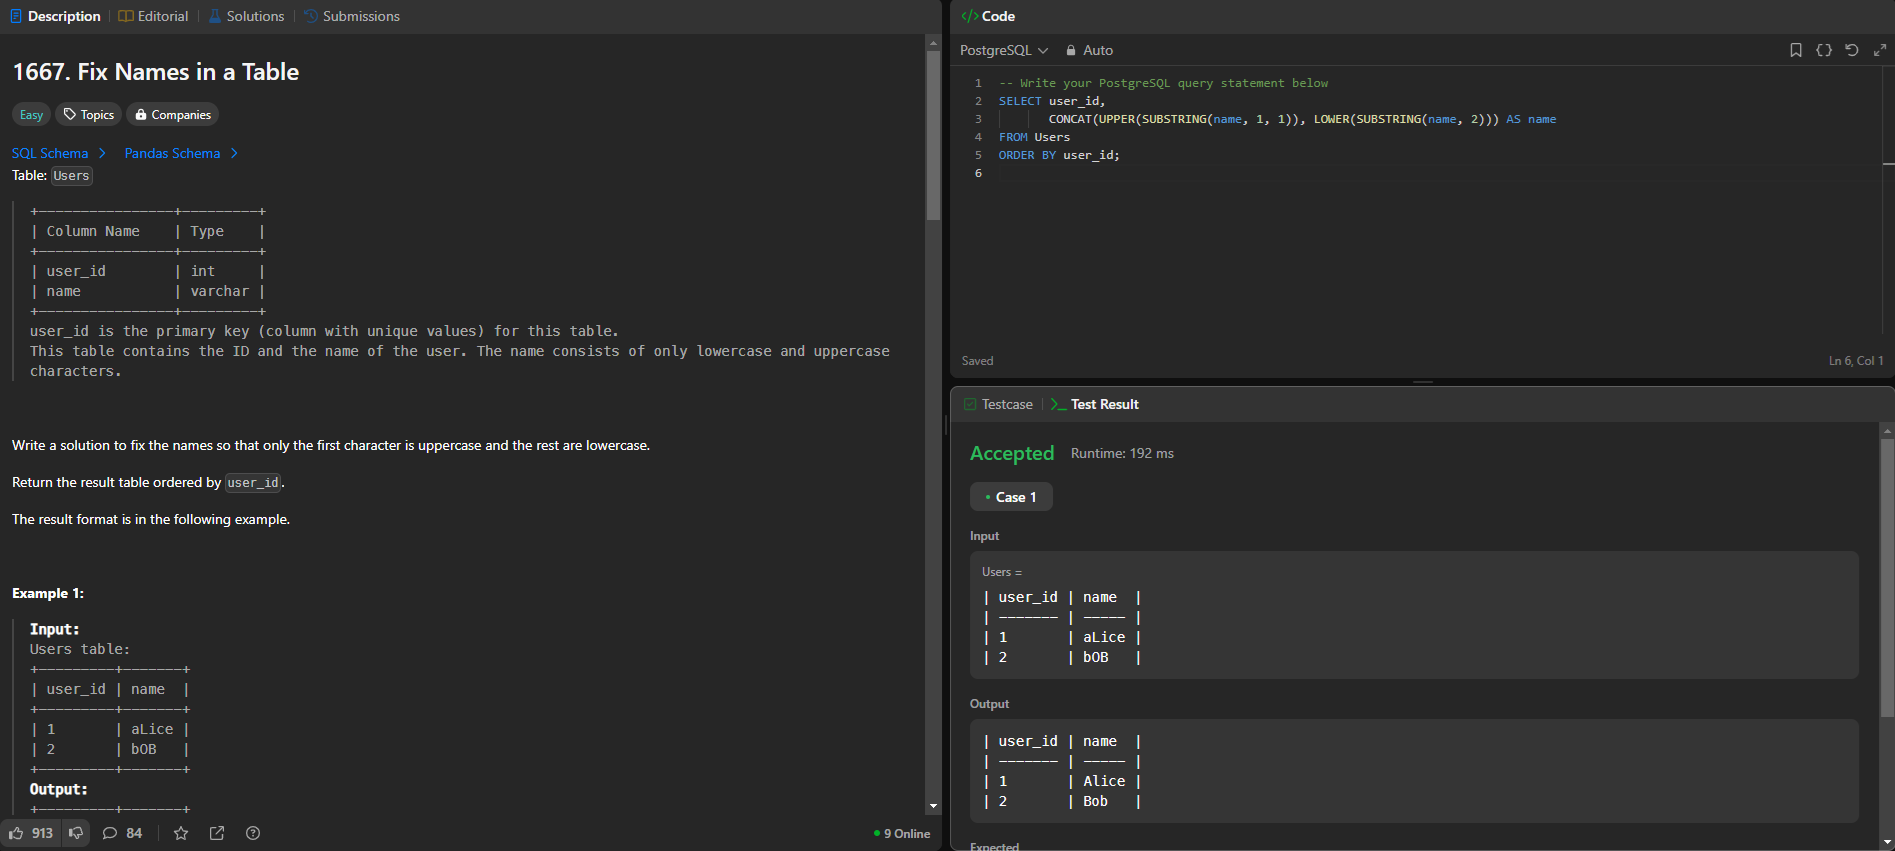 Description | Editorial | Solutions | Submissions
1667. Fix Names in a Table
Easy Topics Companies
SQL Schema > Pandas Schema >
Table: Users
+----------------+---------+
| Column Name    | Type    |
+----------------+---------+
| user_id        | int     |
| name           | varchar |
+----------------+---------+
user_id is the primary key (column with unique values) for this table.
This table contains the ID and the name of the user. The name consists of only lowercase and uppercase
characters.
Write a solution to fix the names so that only the first character is uppercase and the rest are lowercase.
Return the result table ordered by user_id.
The result format is in the following example.
Example 1:
Input:
Users table:
+---------+-------+
| user_id | name  |
+---------+-------+
| 1       | aLice |
| 2       | bOB   |
+---------+-------+
Output:
+---------+-------+
913 84 9 Online
</> Code
PostgreSQL Auto
1 -- Write your PostgreSQL query statement below
2 SELECT user_id,
3 CONCAT(UPPER(SUBSTRING(name, 1, 1)), LOWER(SUBSTRING(name, 2))) AS name
4 FROM Users
5 ORDER BY user_id;
6
Saved Ln 6, Col 1
Testcase | >_ Test Result
Accepted Runtime: 192 ms
• Case 1
Input
Users =
| user_id | name  |
| ------- | ----- |
| 1       | aLice |
| 2       | bOB   |
Output
| user_id | name  |
| ------- | ----- |
| 1       | Alice |
| 2       | Bob   |
Expected